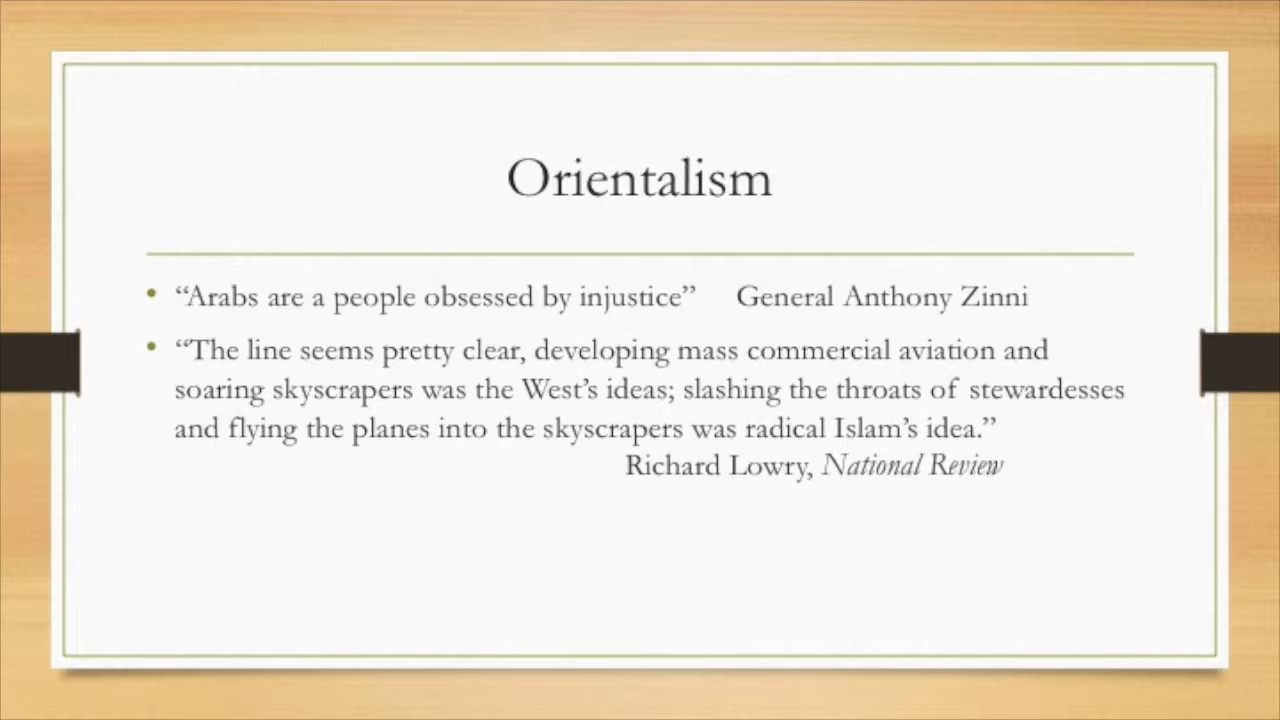 Orientalism
• “Arabs are a people obsessed by injustice” General Anthony Zinni
• “The line seems pretty clear, developing mass commercial aviation and
soaring skyscrapers was the West’s ideas; slashing the throats of stewardesses
and flying the planes into the skyscrapers was radical Islam’s idea.”
Richard Lowry, National Review